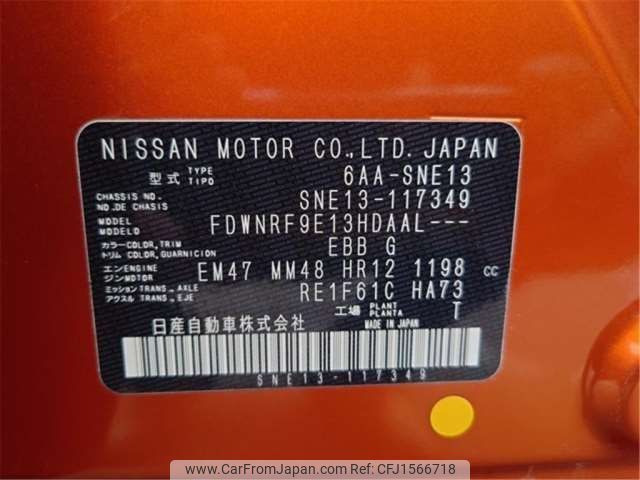 NISSAN MOTOR CO.,LTD. JAPAN
型式 TYPE TIPO 6AA-SNE13
CHASSIS NO. NO.DE CHASIS SNE13-117349
MODEL MODELO FDWNRF9E13HDAAL---
カラー COLOR, TRIM トリム COLOR, GUARNICION EBB G
エンジン ENGINE MOTOR EM47 MM48 HR12 1198 cc
ミッション TRANS., AXLE アクスル TRANS., EJE RE1F61C HA73
工場 PLANT PLANTA T
日産自動車株式会社 MADE IN JAPAN
SNE13-117349
www.CarFromJapan.com - CFJ1566718